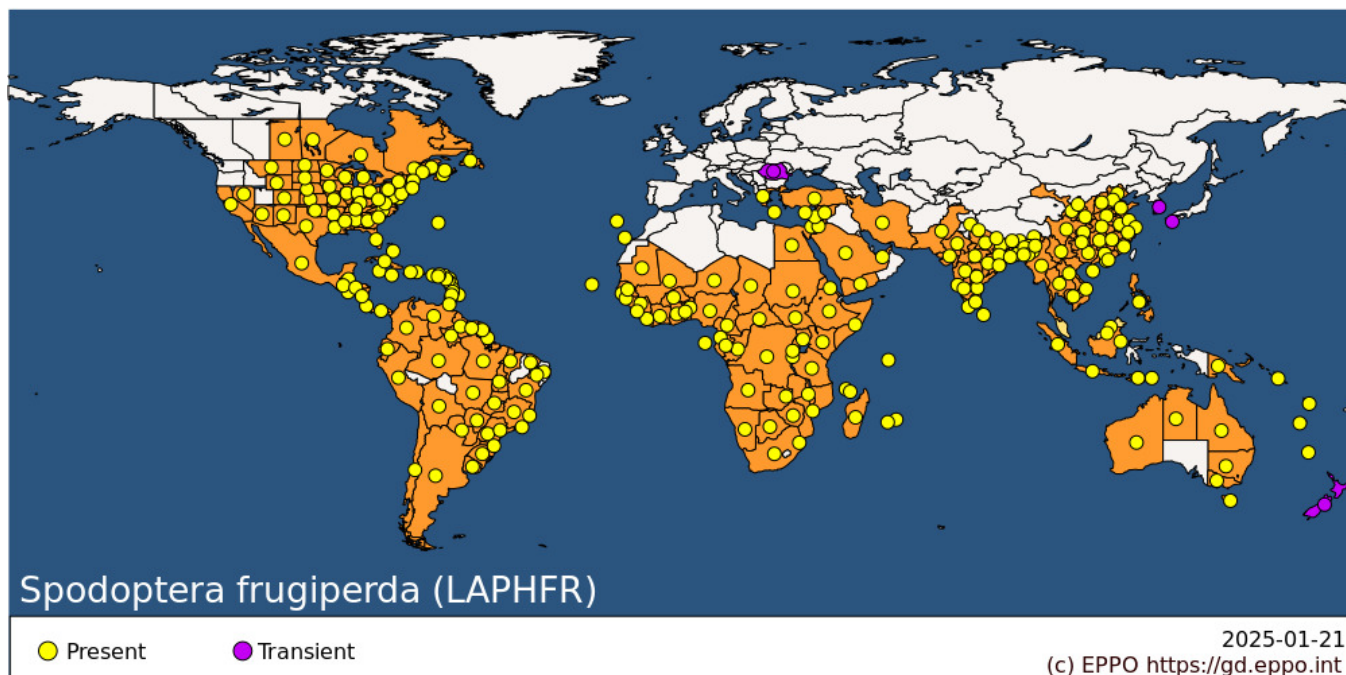 Spodoptera frugiperda (LAPHFR)
Present
Transient
2025-01-21
(c) EPPO https://gd.eppo.int